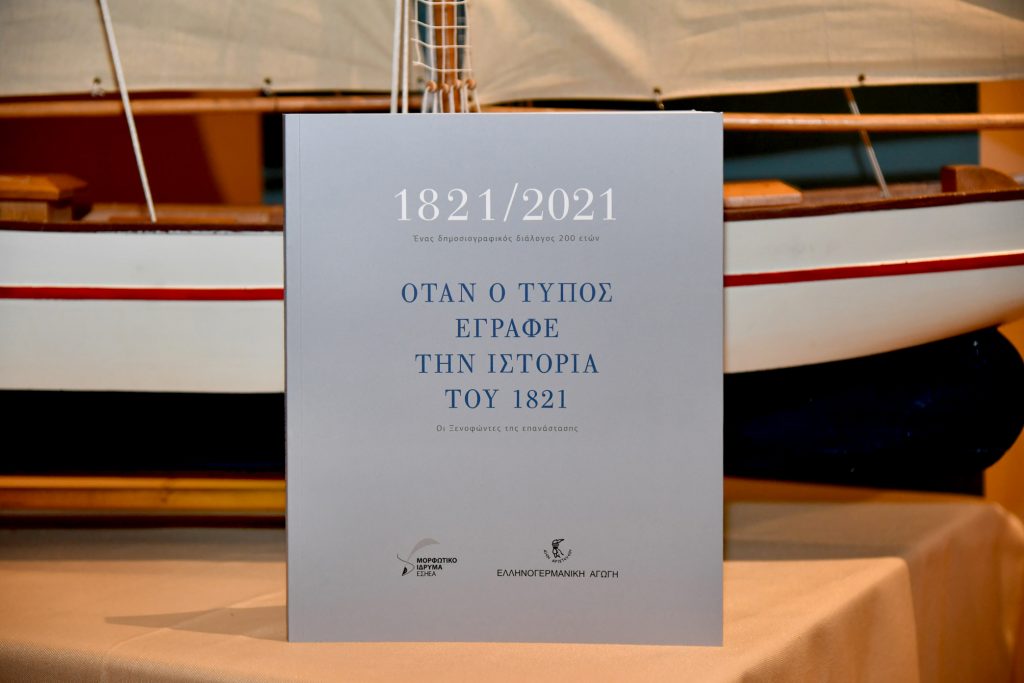 1821/2021
Ένας δημοσιογραφικός διάλογος 200 ετών
ΟΤΑΝ Ο ΤΥΠΟΣ
ΕΓΡΑΦΕ
ΤΗΝ ΙΣΤΟΡΙΑ
ΤΟΥ 1821
Οι Ξενοφώντες της επανάστασης
ΜΟΡΦΩΤΙΚΟ
ΙΔΡΥΜΑ
ΕΣΗΕΑ
ΕΛΛΗΝΟΓΕΡΜΑΝΙΚΗ ΑΓΩΓΗ